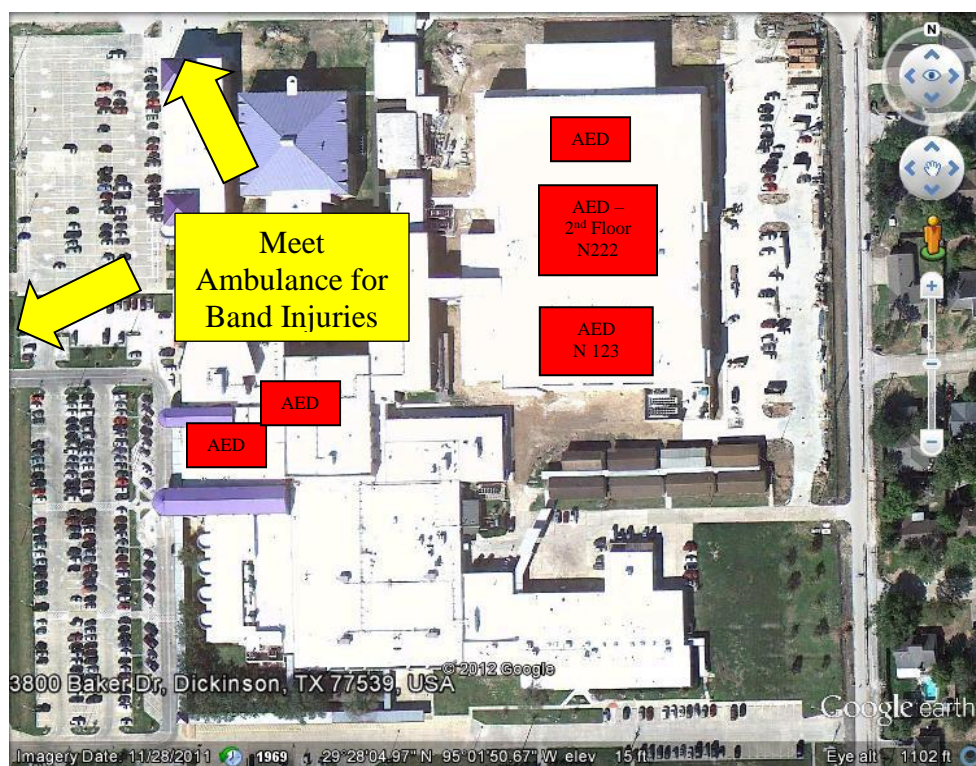 N
AED
AED –
2nd Floor
N222
Meet
Ambulance for
Band Injuries
AED
N 123
AED
AED
© 2012 Google
3800 Baker Dr, Dickinson, TX 77539, USA
Google earth
Imagery Date: 11/28/2011 1969 29°28'04.97" N 95°01'50.67" W elev 15 ft Eye alt 1102 ft